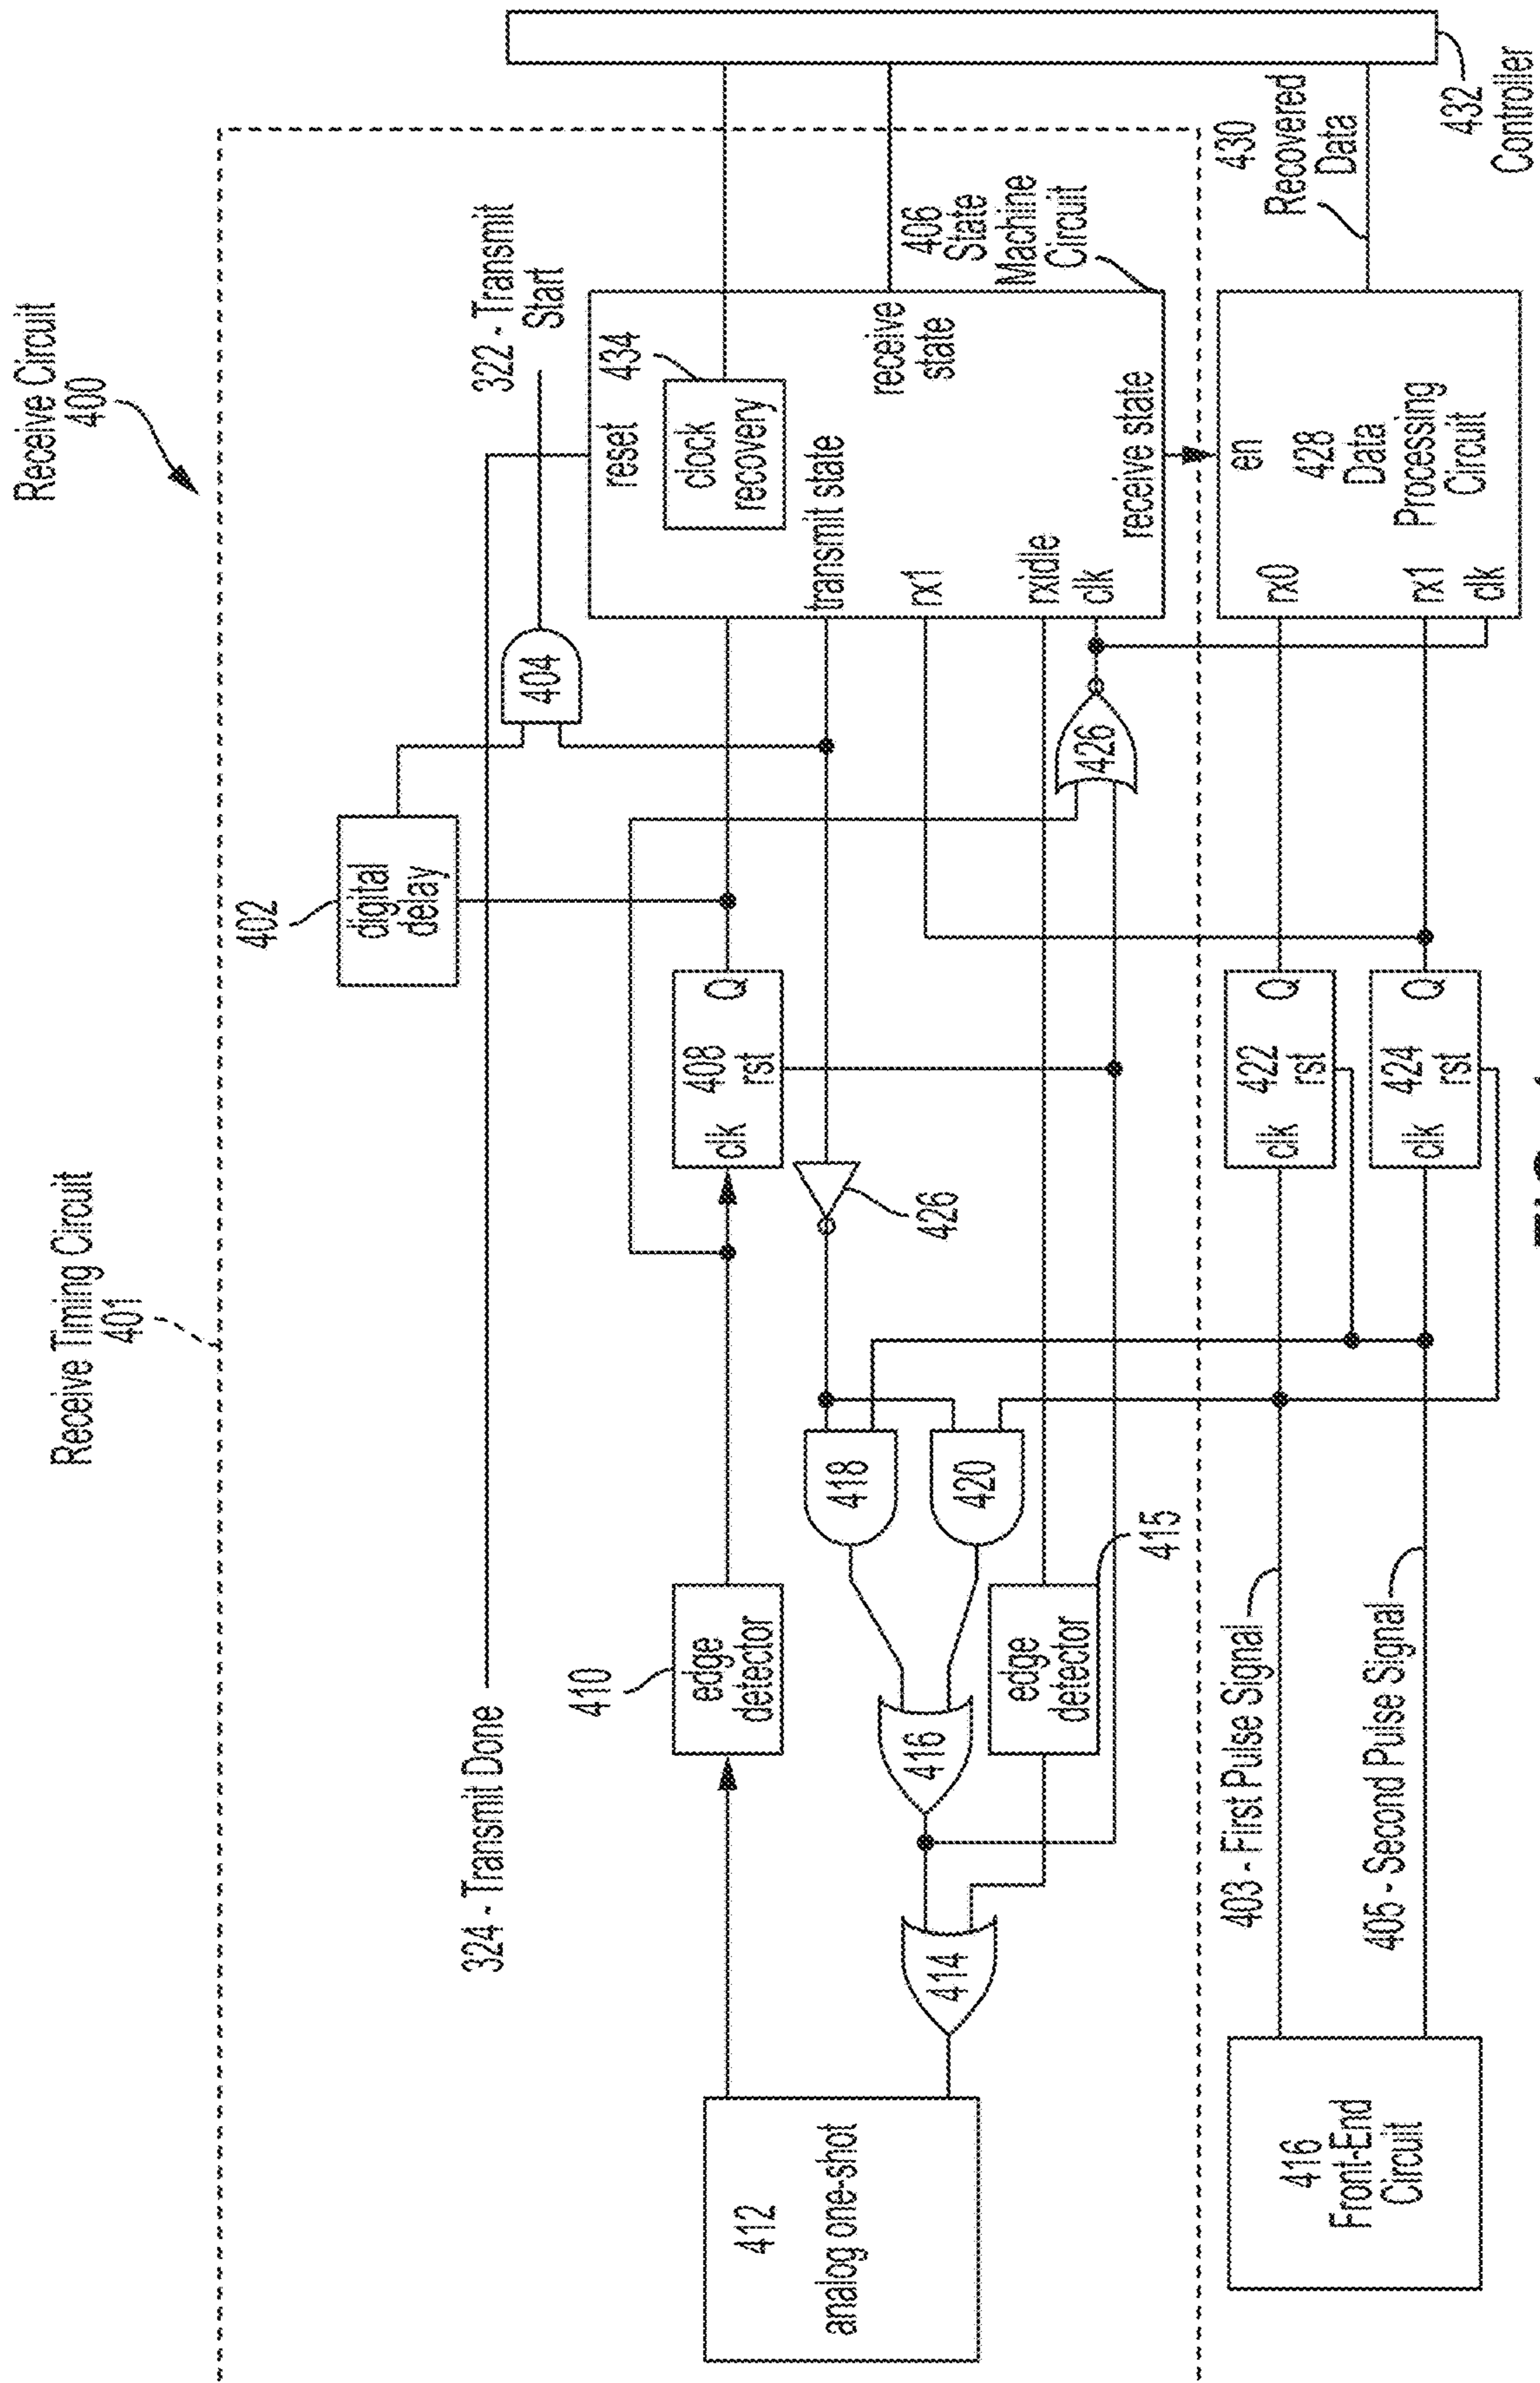 Receive Circuit
400
Receive Timing Circuit
401
402
digital
delay
324 - Transmit Done
404
322 - Transmit
Start
412
analog one-shot
410
edge
detector
clk
408
rst
Q
reset
434
clock
recovery
transmit state
rx1
rxidle
clk
receive
state
receive state
406
State
Machine
Circuit
426
426
418
420
416
414
edge
detector
415
416
Front-End
Circuit
403 - First Pulse Signal
405 - Second Pulse Signal
clk
422
rst
Q
clk
424
rst
Q
en
rx0
rx1
clk
428
Data
Processing
Circuit
430
Recovered
Data
432
Controller